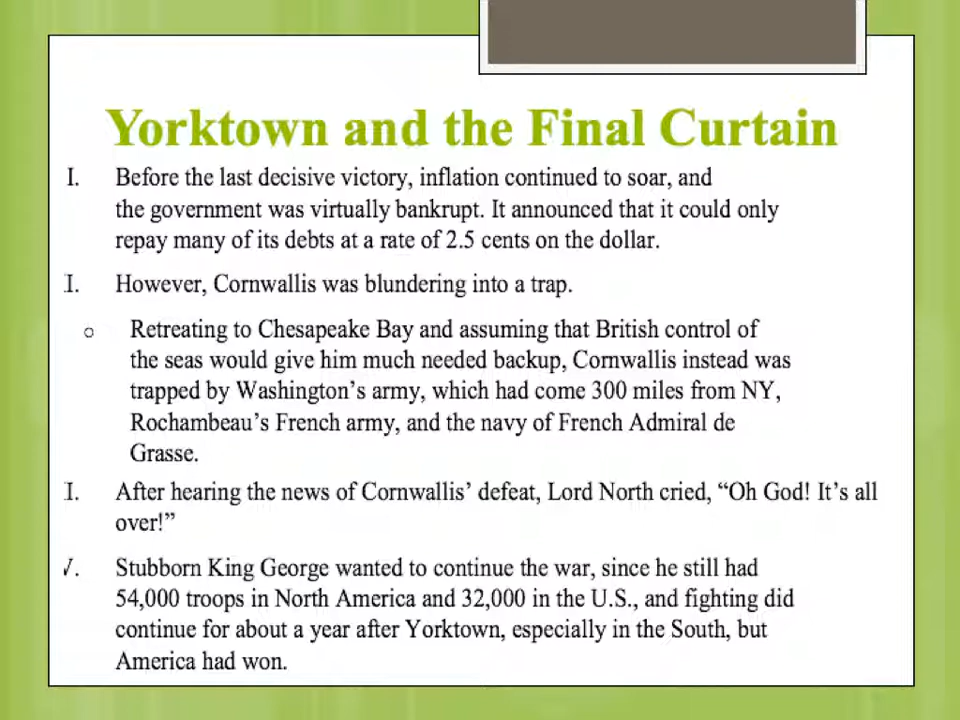 Yorktown and the Final Curtain
I. Before the last decisive victory, inflation continued to soar, and
the government was virtually bankrupt. It announced that it could only
repay many of its debts at a rate of 2.5 cents on the dollar.
I. However, Cornwallis was blundering into a trap.
o Retreating to Chesapeake Bay and assuming that British control of
the seas would give him much needed backup, Cornwallis instead was
trapped by Washington’s army, which had come 300 miles from NY,
Rochambeau’s French army, and the navy of French Admiral de
Grasse.
I. After hearing the news of Cornwallis’ defeat, Lord North cried, “Oh God! It’s all
over!”
V. Stubborn King George wanted to continue the war, since he still had
54,000 troops in North America and 32,000 in the U.S., and fighting did
continue for about a year after Yorktown, especially in the South, but
America had won.